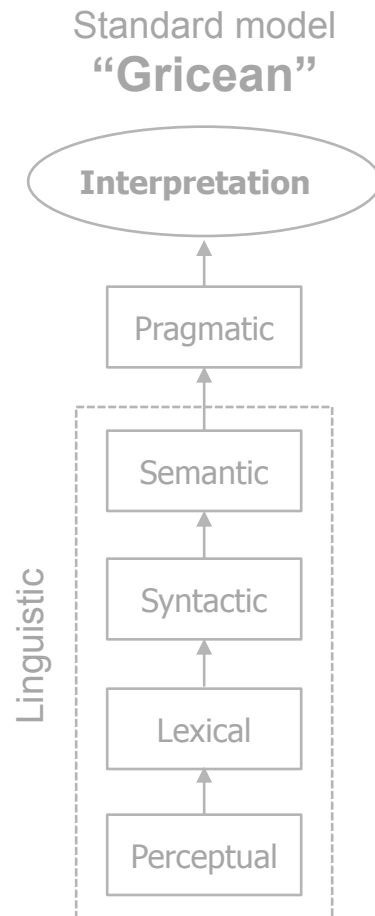 Standard model
“Gricean”
Interpretation
Pragmatic
Semantic
Syntactic
Lexical
Perceptual
Linguistic